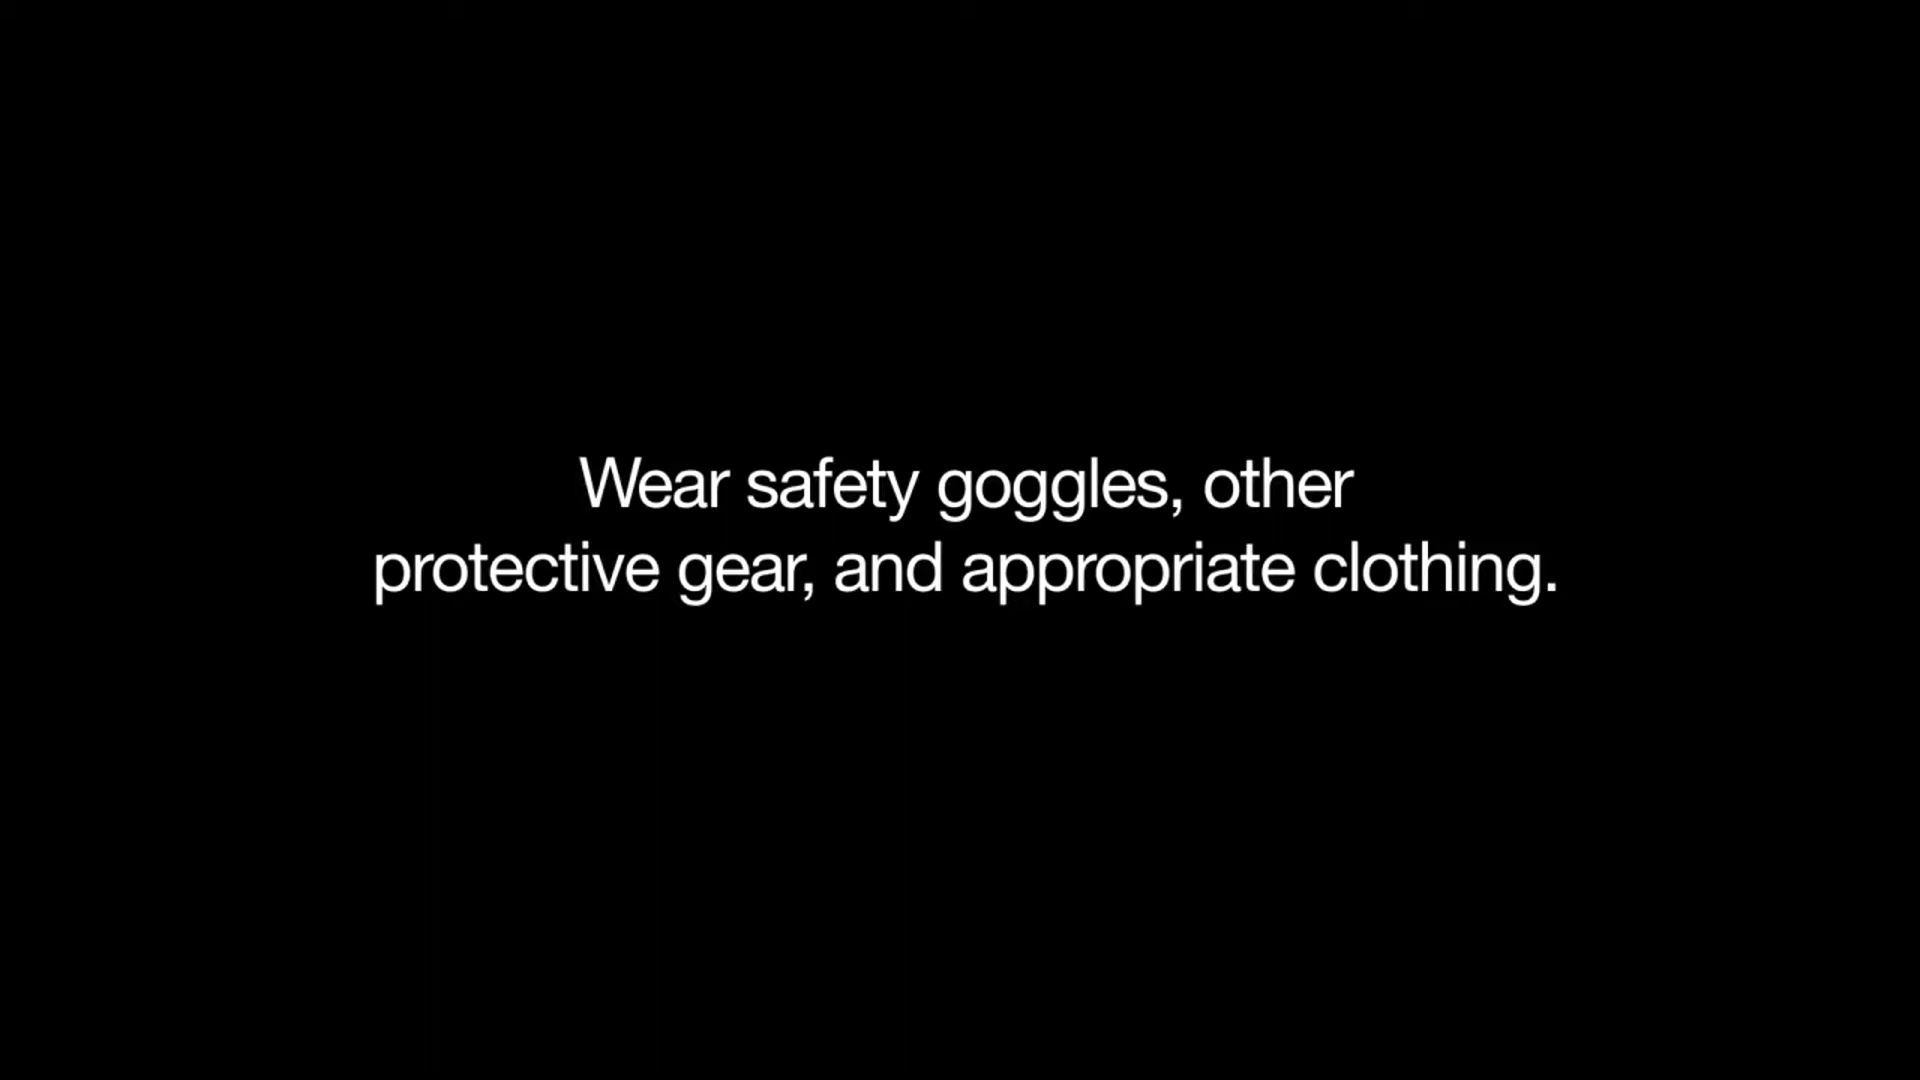 Wear safety goggles, other
protective gear, and appropriate clothing.